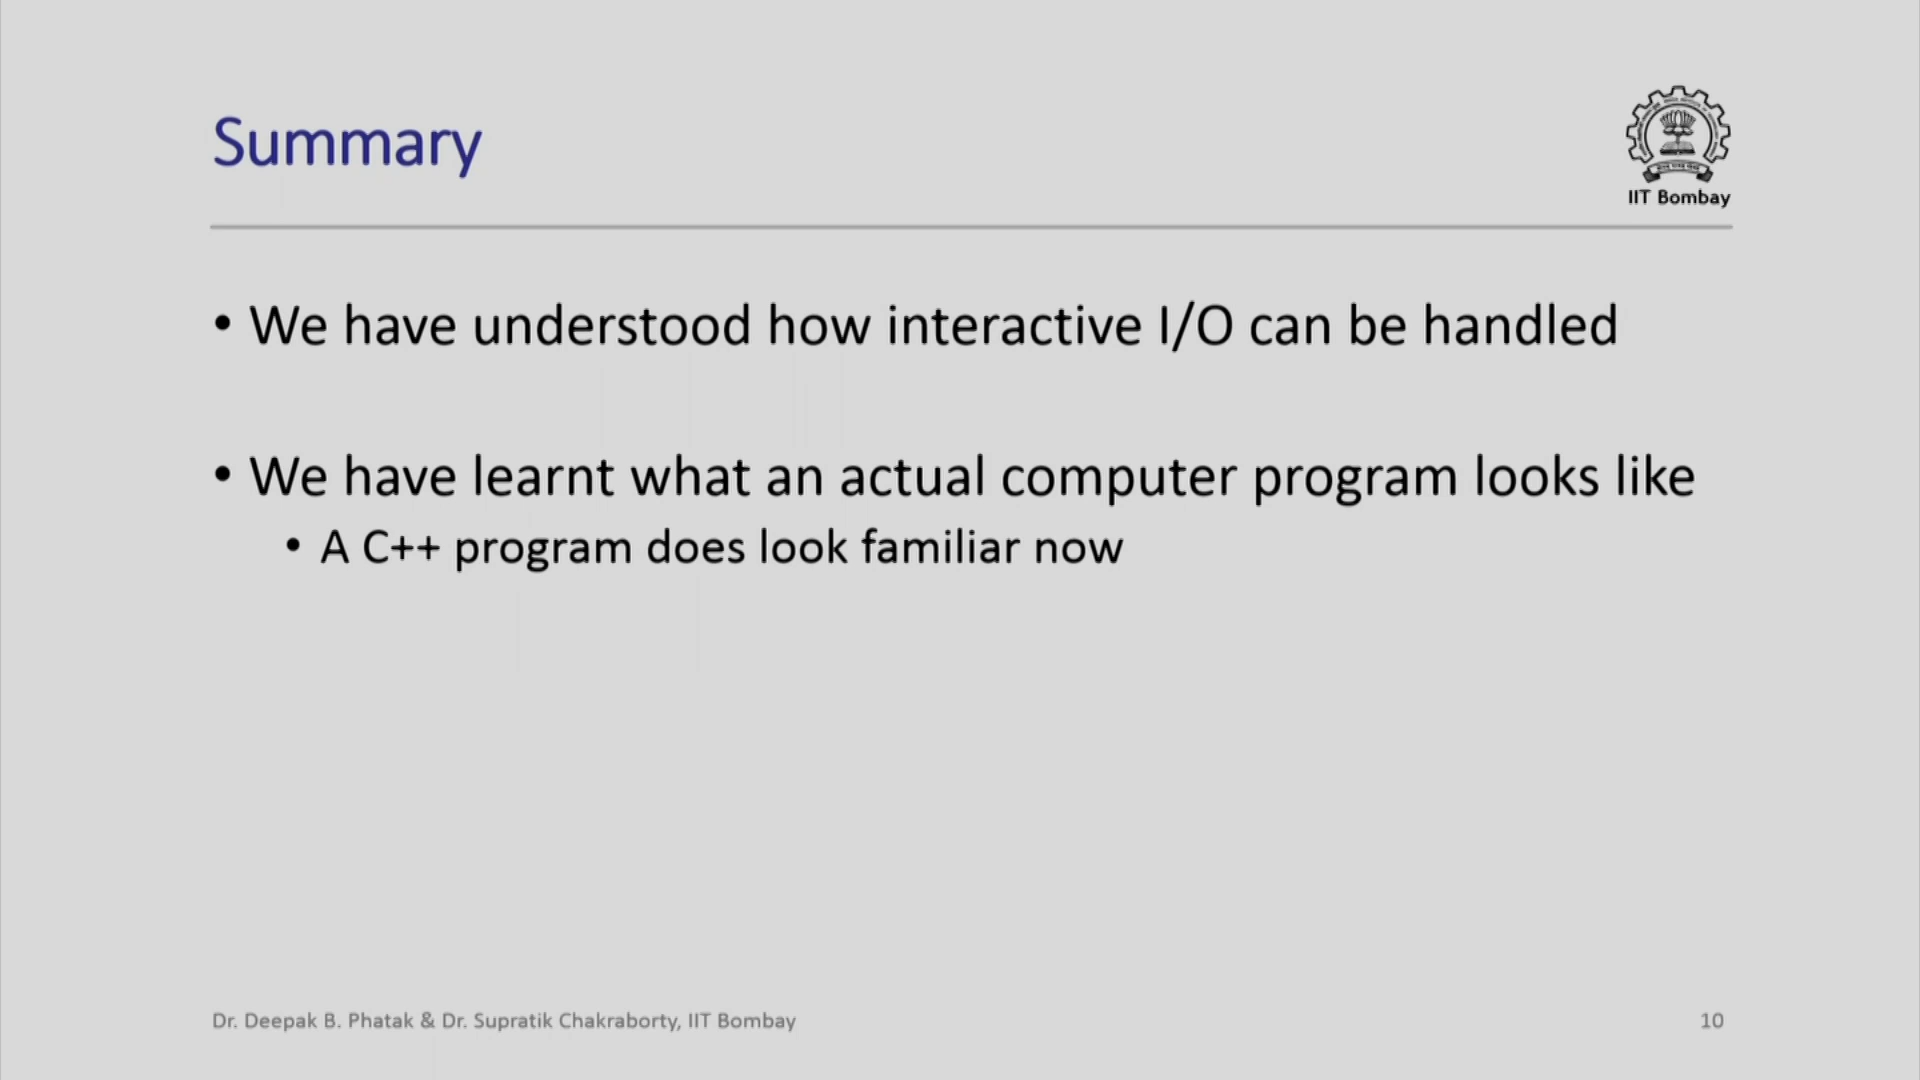 Summary
IIT Bombay
• We have understood how interactive I/O can be handled
• We have learnt what an actual computer program looks like
• A C++ program does look familiar now
Dr. Deepak B. Phatak & Dr. Supratik Chakraborty, IIT Bombay
10